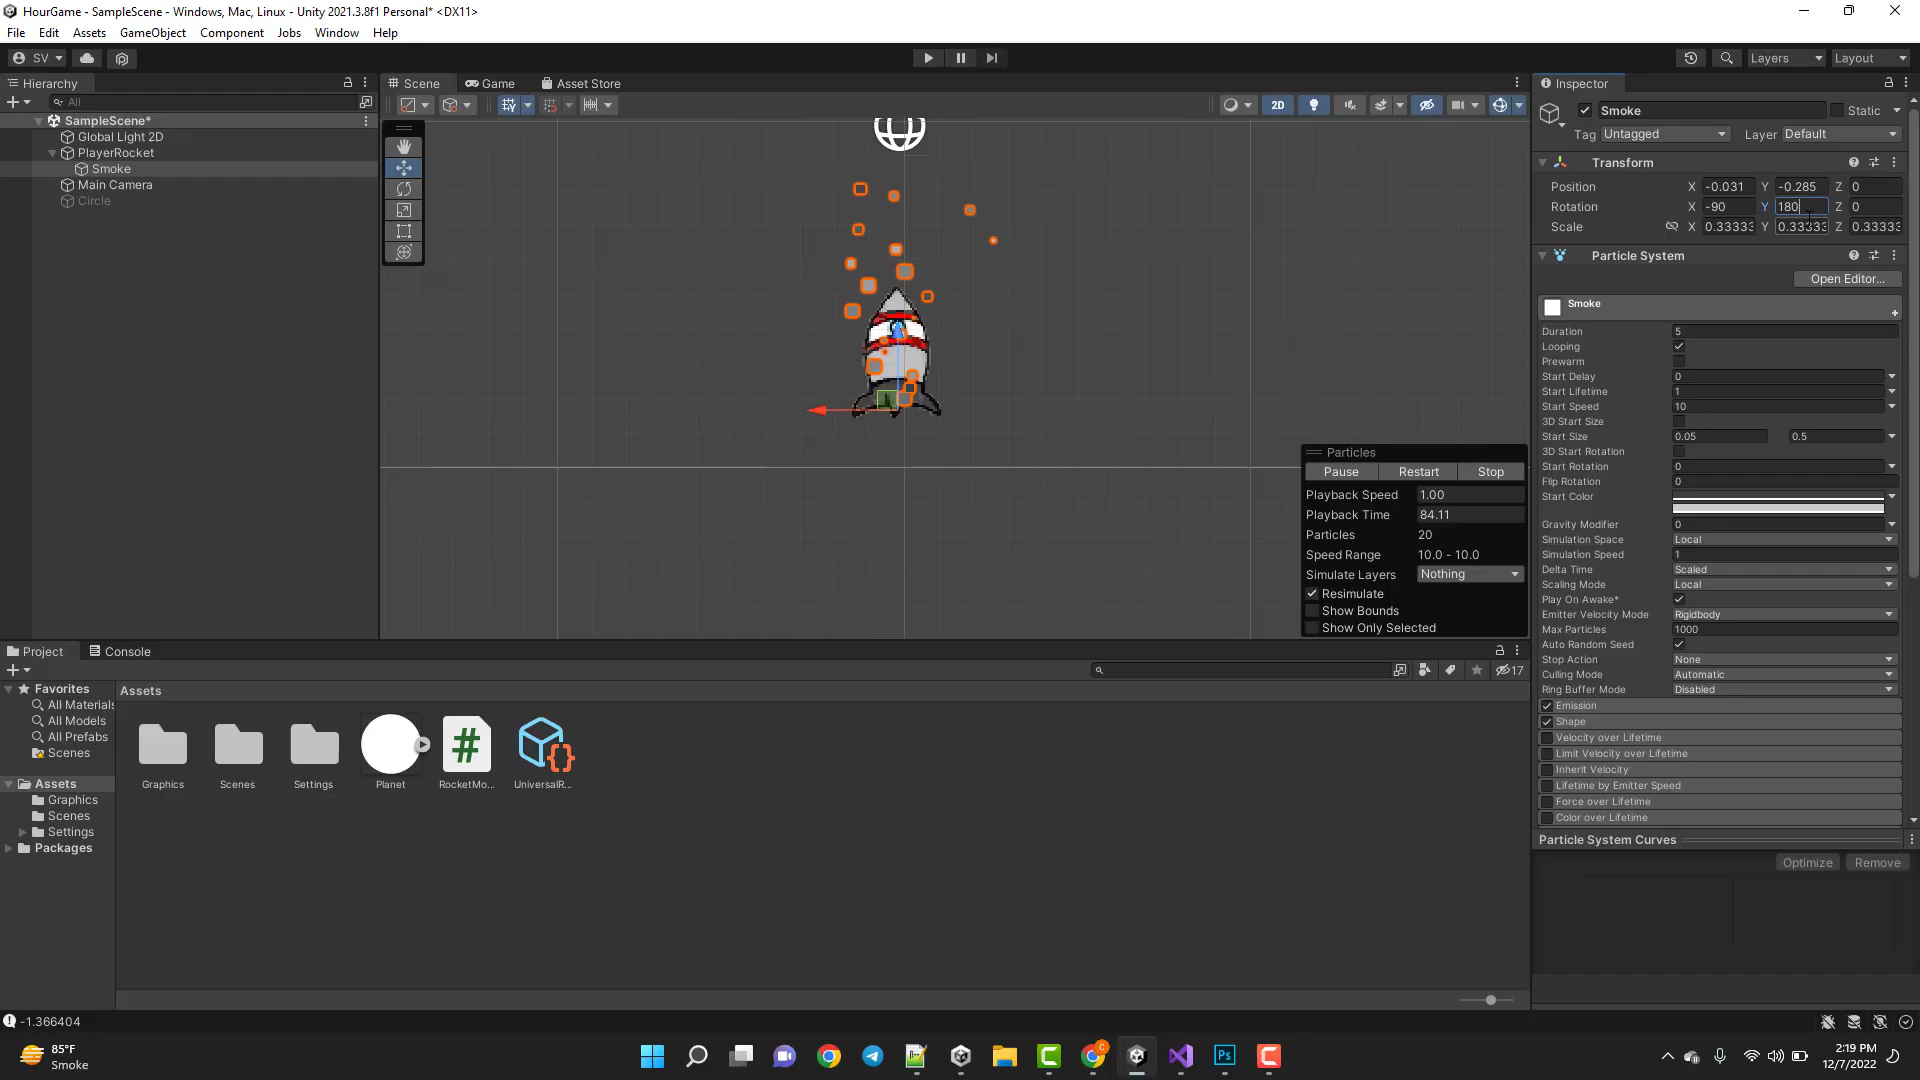 HourGame - SampleScene - Windows, Mac, Linux - Unity 2021.3.8f1 Personal* <DX11>
File Edit Assets GameObject Component Jobs Window Help
SV Layers Layout
Hierarchy
All
SampleScene*
Global Light 2D
PlayerRocket
Smoke
Main Camera
Circle
Scene Game Asset Store
2D
Particles
Pause Restart Stop
Playback Speed 1.00
Playback Time 84.11
Particles 20
Speed Range 10.0 - 10.0
Simulate Layers Nothing
Resimulate
Show Bounds
Show Only Selected
Inspector
Smoke Static
Tag Untagged Layer Default
Transform
Position X -0.031 Y -0.285 Z 0
Rotation X -90 Y 180 Z 0
Scale X 0.33333 Y 0.33333 Z 0.33333
Particle System
Open Editor...
Smoke
Duration 5
Looping
Prewarm
Start Delay 0
Start Lifetime 1
Start Speed 10
3D Start Size
Start Size 0.05 0.5
3D Start Rotation
Start Rotation 0
Flip Rotation 0
Start Color
Gravity Modifier 0
Simulation Space Local
Simulation Speed 1
Delta Time Scaled
Scaling Mode Local
Play On Awake*
Emitter Velocity Mode Rigidbody
Max Particles 1000
Auto Random Seed
Stop Action None
Culling Mode Automatic
Ring Buffer Mode Disabled
Emission
Shape
Velocity over Lifetime
Limit Velocity over Lifetime
Inherit Velocity
Lifetime by Emitter Speed
Force over Lifetime
Color over Lifetime
Particle System Curves
Optimize Remove
Project Console
17
Favorites
All Materials
All Models
All Prefabs
Scenes
Assets
Graphics
Scenes
Settings
Packages
Assets
Graphics Scenes Settings Planet RocketMo... UniversalR...
-1.366404
85°F
Smoke
2:19 PM
12/7/2022